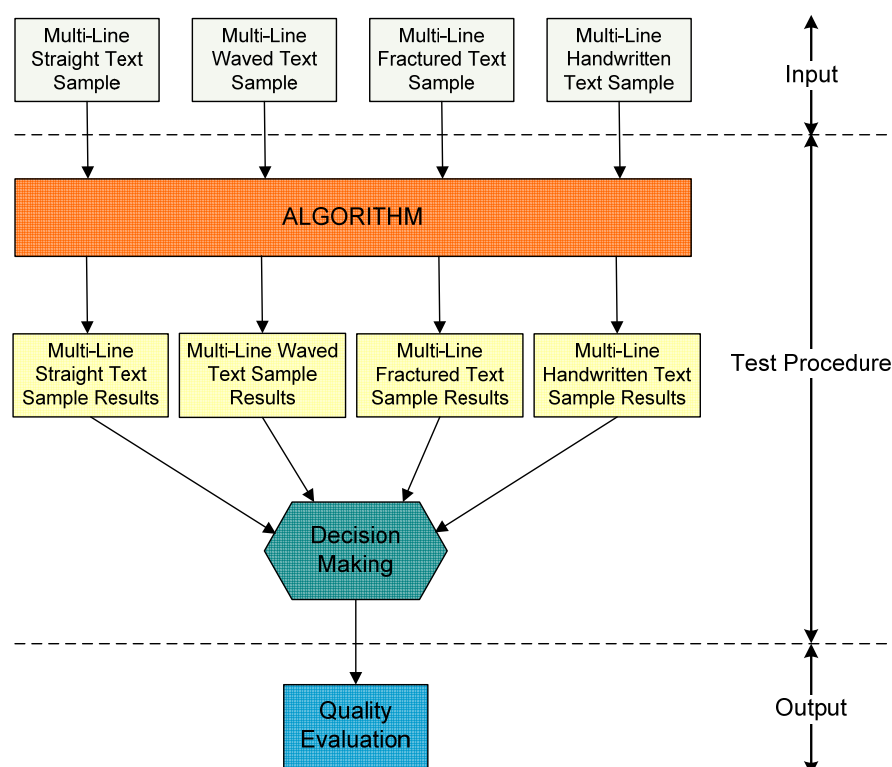 Multi-Line
Straight Text
Sample
Multi-Line
Waved Text
Sample
Multi-Line
Fractured Text
Sample
Multi-Line
Handwritten
Text Sample
Input
ALGORITHM
Multi-Line
Straight Text
Sample Results
Multi-Line Waved
Text Sample
Results
Multi-Line
Fractured Text
Sample Results
Multi-Line
Handwritten Text
Sample Results
Test Procedure
Decision
Making
Quality
Evaluation
Output